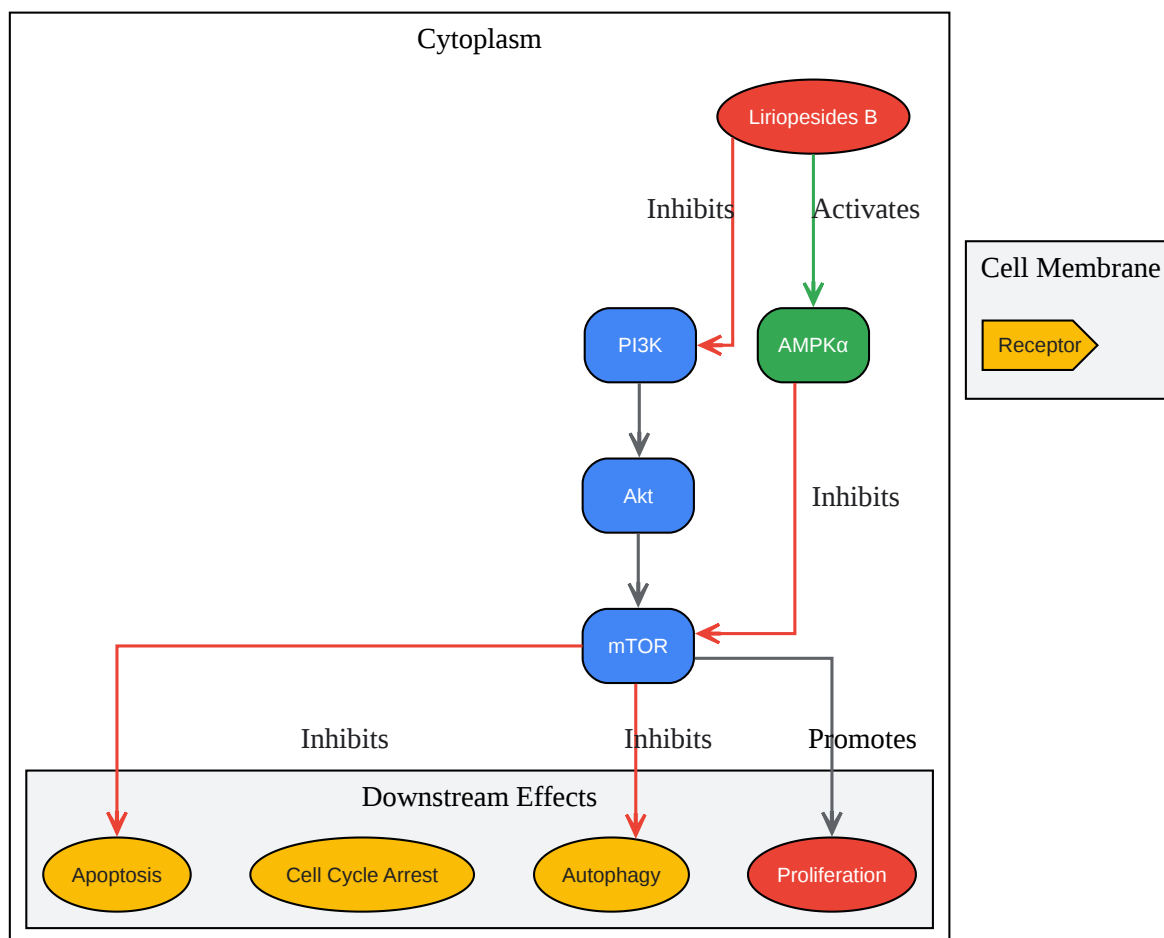 Cytoplasm
Liriopesides B
Inhibits
Activates
Cell Membrane
Receptor
PI3K
AMPKα
Akt
Inhibits
mTOR
Inhibits
Inhibits
Promotes
Downstream Effects
Apoptosis
Cell Cycle Arrest
Autophagy
Proliferation